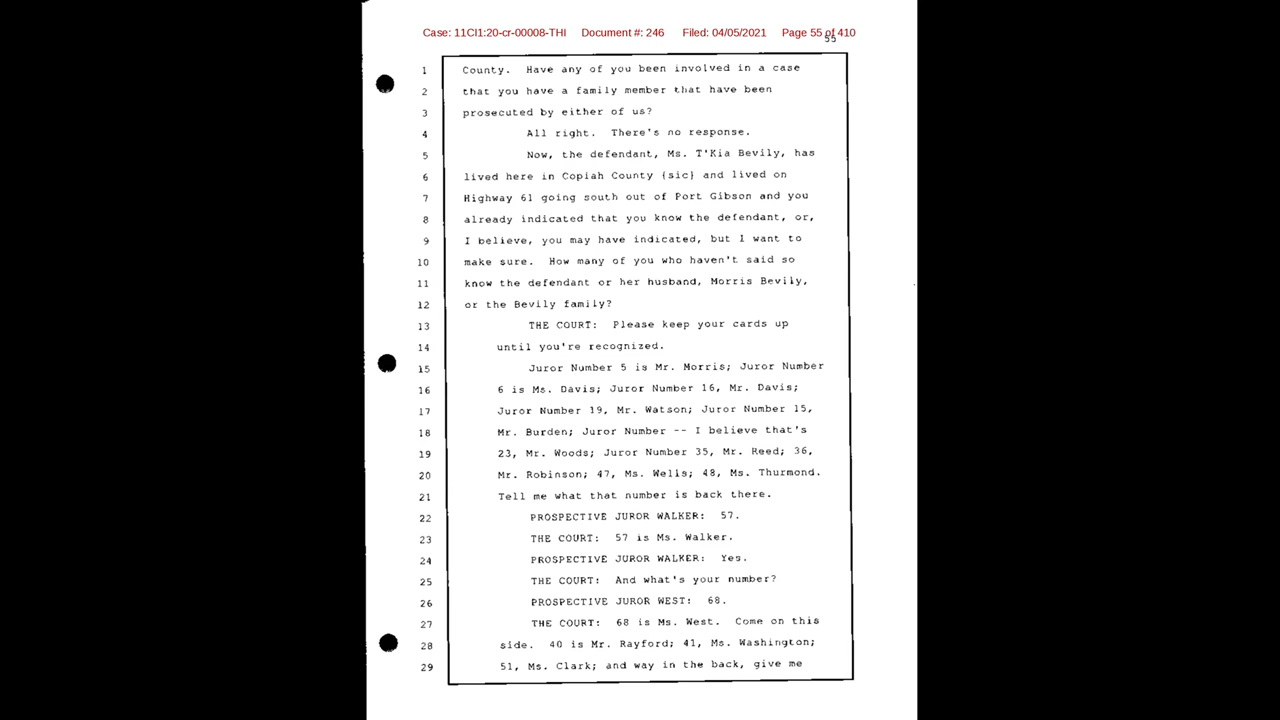 Case: 11CI1:20-cr-00008-THI Document #: 246 Filed: 04/05/2021 Page 55 of 410
55
1 County. Have any of you been involved in a case
2 that you have a family member that have been
3 prosecuted by either of us?
4 All right. There's no response.
5 Now, the defendant, Ms. T'Kia Bevily, has
6 lived here in Copiah County {sic} and lived on
7 Highway 61 going south out of Port Gibson and you
8 already indicated that you know the defendant, or,
9 I believe, you may have indicated, but I want to
10 make sure. How many of you who haven't said so
11 know the defendant or her husband, Morris Bevily,
12 or the Bevily family?
13 THE COURT: Please keep your cards up
14 until you're recognized.
15 Juror Number 5 is Mr. Morris; Juror Number
16 6 is Ms. Davis; Juror Number 16, Mr. Davis;
17 Juror Number 19, Mr. Watson; Juror Number 15,
18 Mr. Burden; Juror Number -- I believe that's
19 23, Mr. Woods; Juror Number 35, Mr. Reed; 36,
20 Mr. Robinson; 47, Ms. Wells; 48, Ms. Thurmond.
21 Tell me what that number is back there.
22 PROSPECTIVE JUROR WALKER: 57.
23 THE COURT: 57 is Ms. Walker.
24 PROSPECTIVE JUROR WALKER: Yes.
25 THE COURT: And what's your number?
26 PROSPECTIVE JUROR WEST: 68.
27 THE COURT: 68 is Ms. West. Come on this
28 side. 40 is Mr. Rayford; 41, Ms. Washington;
29 51, Ms. Clark; and way in the back, give me